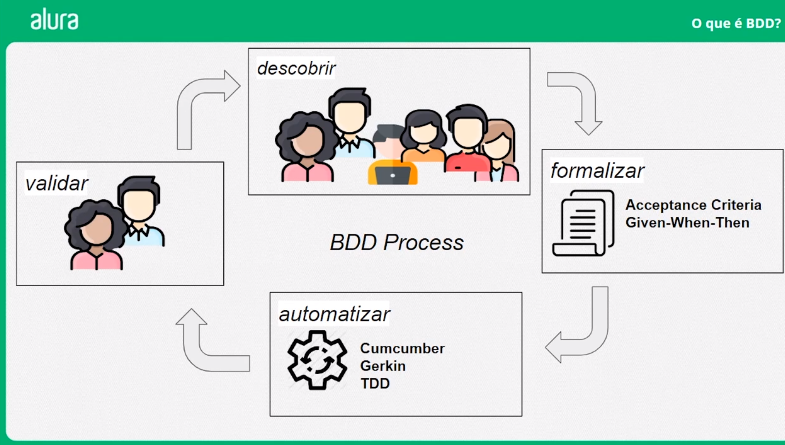 alura
O que é BDD?
descobrir
validar
formalizar
Acceptance Criteria
Given-When-Then
BDD Process
automatizar
Cumcumber
Gerkin
TDD